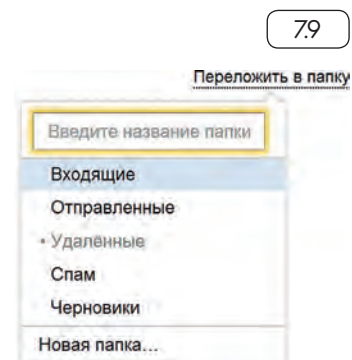 7.9
Переложить в папку
Введите название папки
Входящие
Отправленные
• Удалённые
Спам
Черновики
Новая папка...